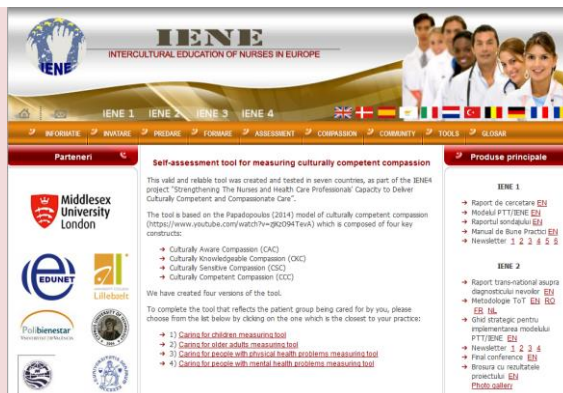 IENE
INTERCULTURAL EDUCATION OF NURSES IN EUROPE
IENE
IENE 1 IENE 2 IENE 3 IENE 4
INFORMATIE INVATARE PREDARE FORMARE ASSESSMENT COMPASSION COMMUNITY TOOLS GLOSAR
Parteneri
Middlesex
University
London
EDUNET
Lillebaelt
Polibienestar
Self-assessment tool for measuring culturally competent compassion
This valid and reliable tool was created and tested in seven countries, as part of the IENE4
project "Strengthening The Nurses and Health Care Professionals' Capacity to Deliver
Culturally Competent and Compassionate Care".
The tool is based on the Papadopoulos (2014) model of culturally competent compassion
which is composed of four key
constructs:
Culturally Aware Compassion (CAC)
Culturally Knowledgeable Compassion (CKC)
Culturally Sensitive Compassion (CSC)
Culturally Competent Compassion (CCC)
We have created four versions of the tool.
To complete the tool that reflects the patient group being cared for by you, please
choose from the list below by clicking on the one which is the closest to your practice:
1) Caring for children measuring tool
2) Caring for older adults measuring tool
3) Caring for people with physical health problems measuring tool
4) Caring for people with mental health problems measuring tool
Produse principale
IENE 1
Raport de cercetare EN
Modelul PTT/IENE EN
Raportul sondajului EN
Manual de Bune Practici EN
Newsletter 1 2 3 4 5 6
IENE 2
Raport trans-national asupra
diagnosticului nevoilor EN
Metodologie ToT EN RO
FR NL
Ghid strategic pentru
implementarea modelului
PTT/IENE EN
Newsletter 1 2 3 4
Final conference EN
Brosura cu rezultatele
proiectului EN
Photo gallery